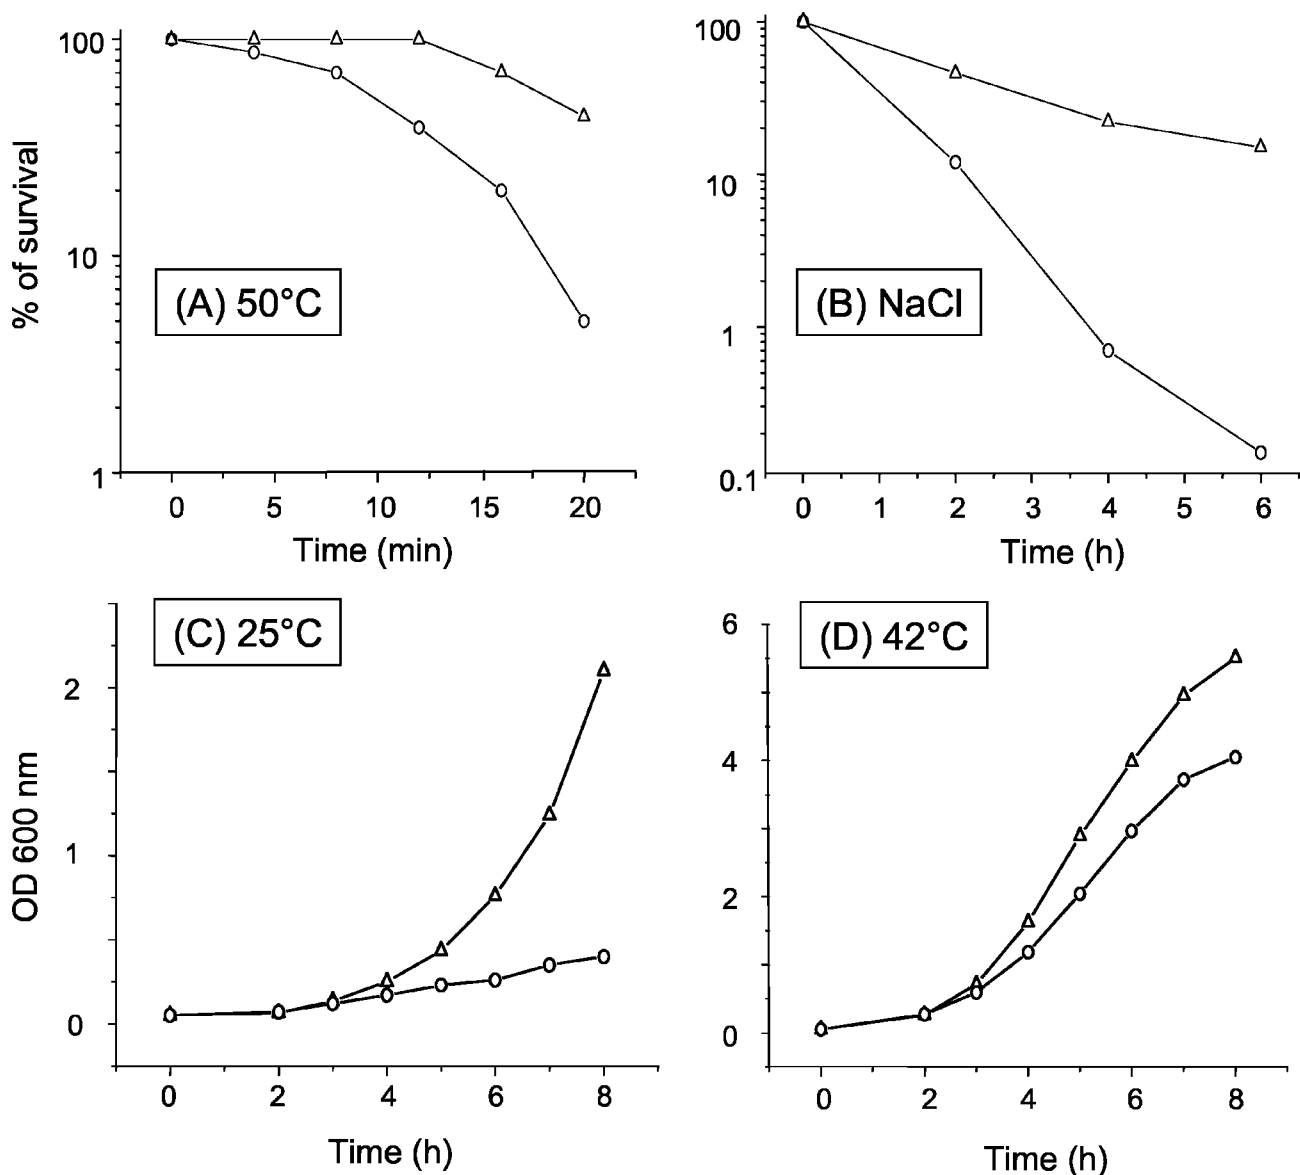 100
10
1
% of survival
(A) 50°C
0 5 10 15 20
Time (min)
100
10
1
0.1
(B) NaCl
0 1 2 3 4 5 6
Time (h)
(C) 25°C
2
1
0
OD 600 nm
0 2 4 6 8
Time (h)
(D) 42°C
6
4
2
0
0 2 4 6 8
Time (h)